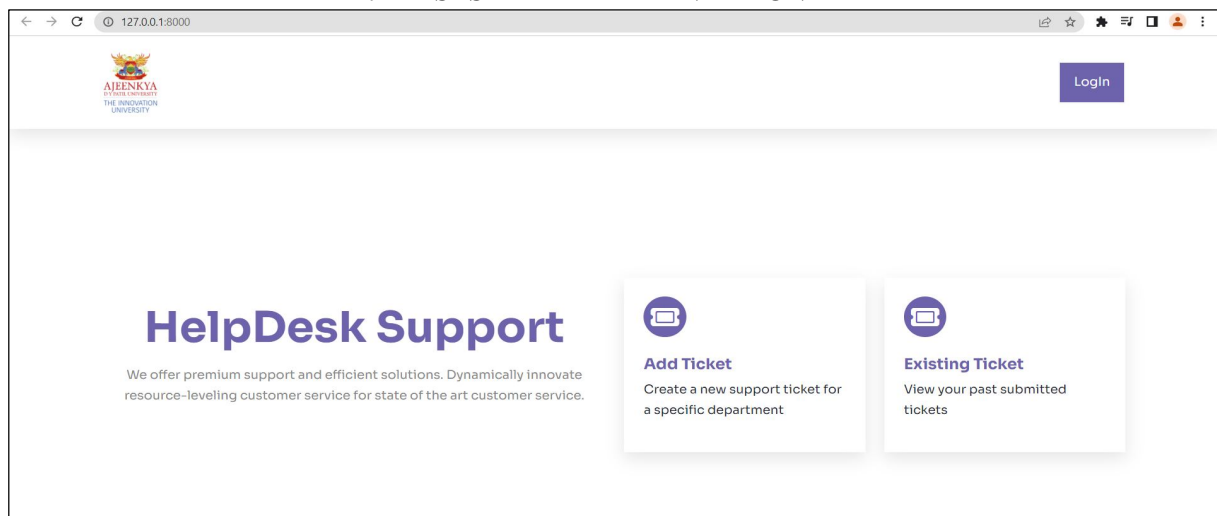 127.0.0.1:8000
AJEENKYA
D Y PATIL UNIVERSITY
THE INNOVATION
UNIVERSITY
LogIn
HelpDesk Support
We offer premium support and efficient solutions. Dynamically innovate
resource-leveling customer service for state of the art customer service.
Add Ticket
Create a new support ticket for
a specific department
Existing Ticket
View your past submitted
tickets